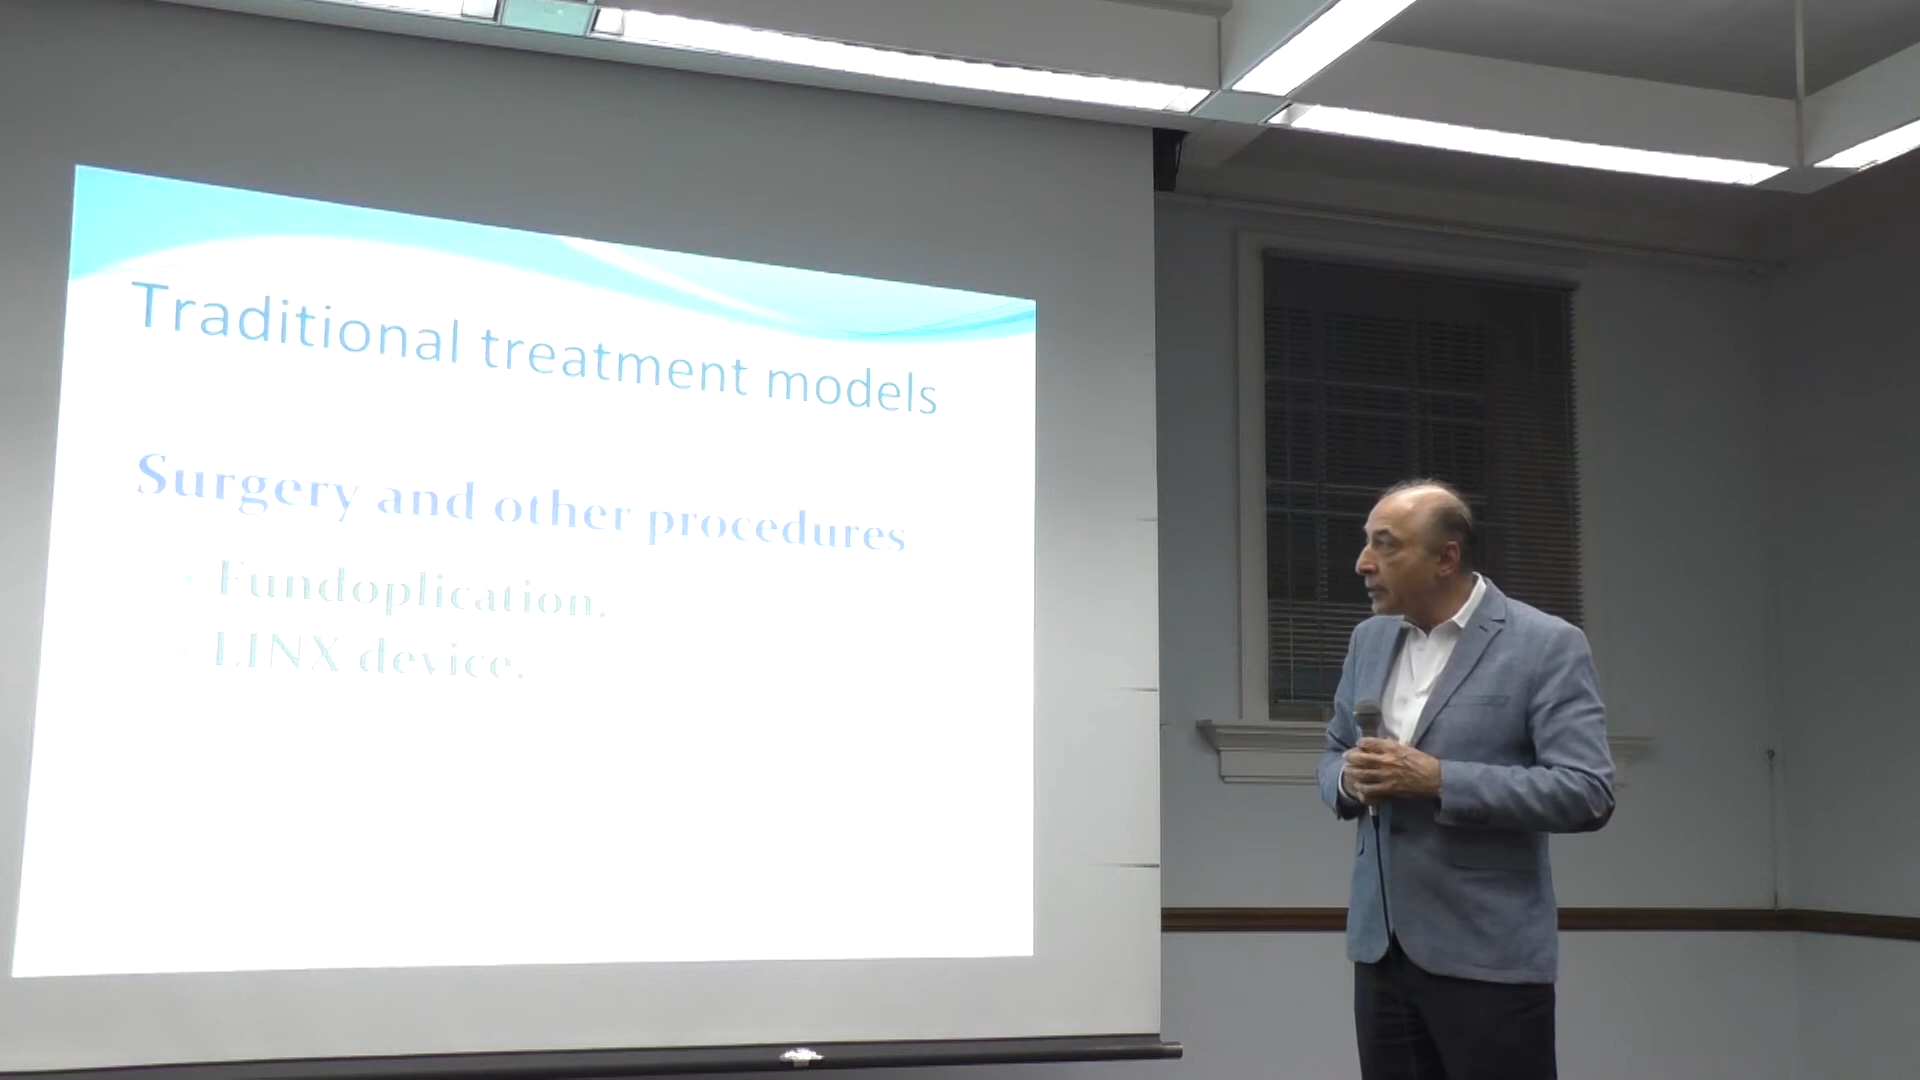 Traditional treatment models
Surgery and other procedures
- Fundoplication.
- LINX device.